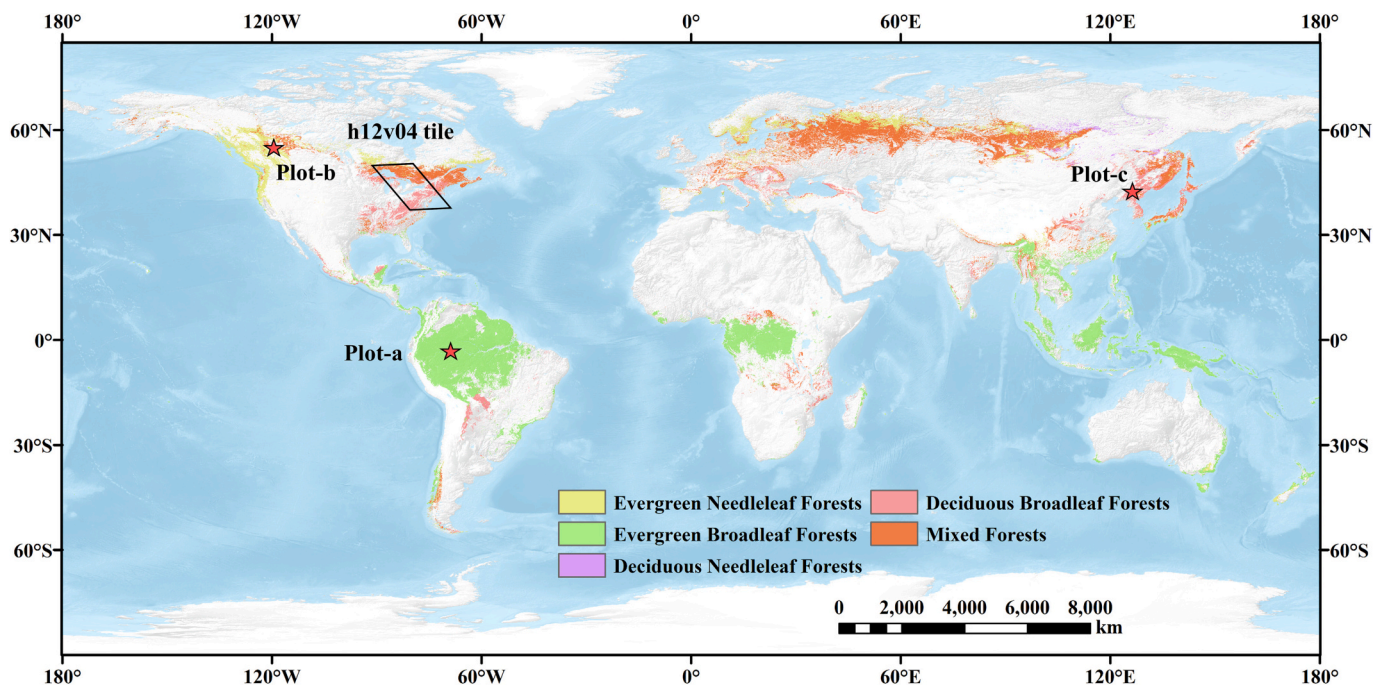 180° 120°W 60°W 0° 60°E 120°E 180°
60°N 60°N
h12v04 tile
Plot-b
Plot-c
30°N 30°N
0° 0°
Plot-a
30°S 30°S
Evergreen Needleleaf Forests Deciduous Broadleaf Forests
Evergreen Broadleaf Forests Mixed Forests
60°S 60°S
Deciduous Needleleaf Forests
0 2,000 4,000 6,000 8,000
km
180° 120°W 60°W 0° 60°E 120°E 180°